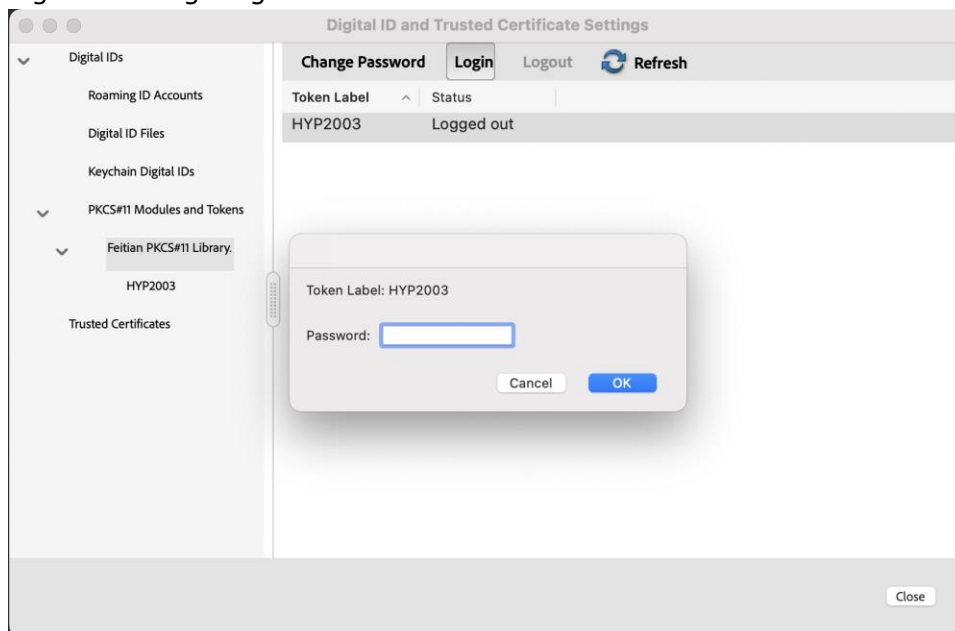 Digital ID and Trusted Certificate Settings
Digital IDs
Roaming ID Accounts
Digital ID Files
Keychain Digital IDs
PKCS#11 Modules and Tokens
Feitian PKCS#11 Library.
HYP2003
Trusted Certificates
Change Password Login Logout Refresh
Token Label Status
HYP2003 Logged out
Token Label: HYP2003
Password:
Cancel OK
Close